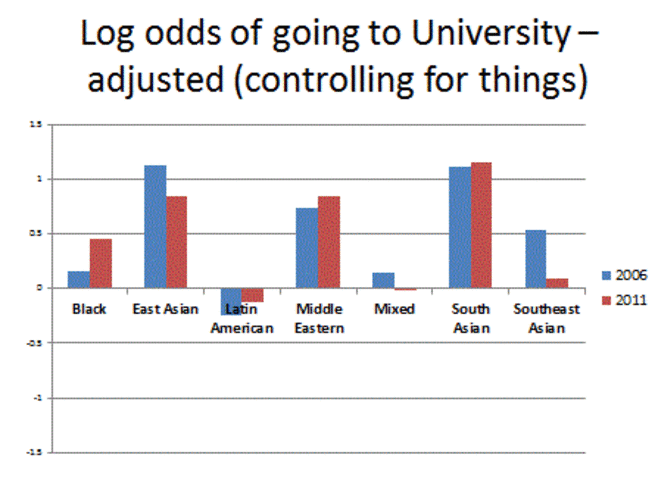 Log odds of going to University –
adjusted (controlling for things)
1.5
1
0.5
0
-0.5
-1
-1.5
Black
East Asian
Latin
American
Middle
Eastern
Mixed
South
Asian
Southeast
Asian
2006
2011